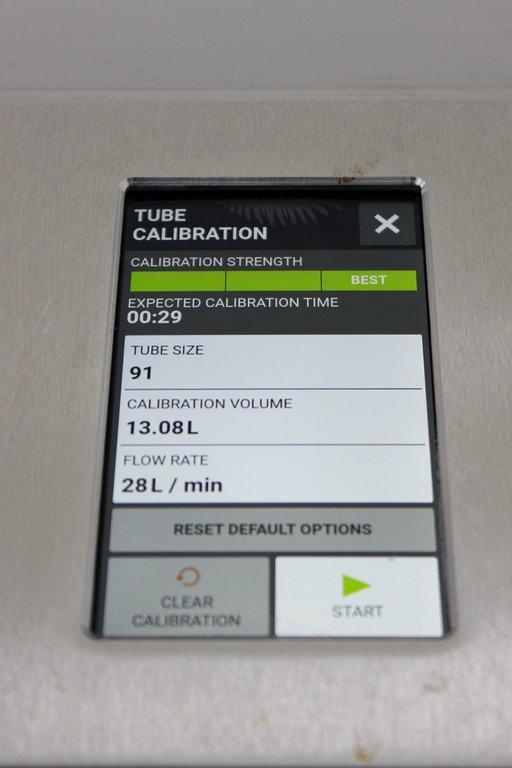 TUBE
CALIBRATION
CALIBRATION STRENGTH
BEST
EXPECTED CALIBRATION TIME
00:29
TUBE SIZE
91
CALIBRATION VOLUME
13.08L
FLOW RATE
28L / min
RESET DEFAULT OPTIONS
CLEAR
CALIBRATION
START